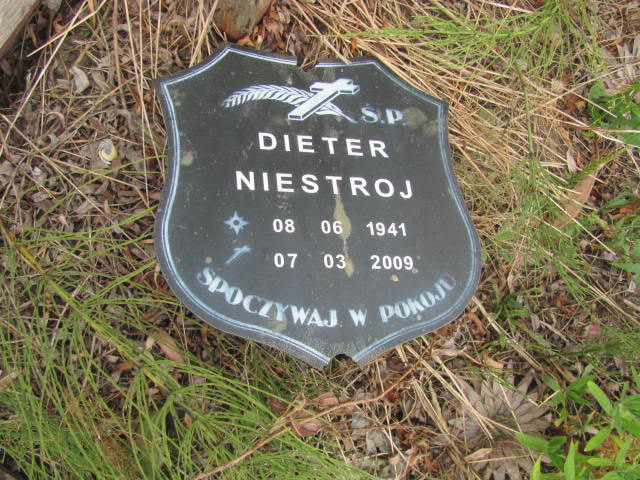 Ś.P.
DIETER
NIESTROJ
08 06 1941
07 03 2009
SPOCZYWAJ W POKOJU